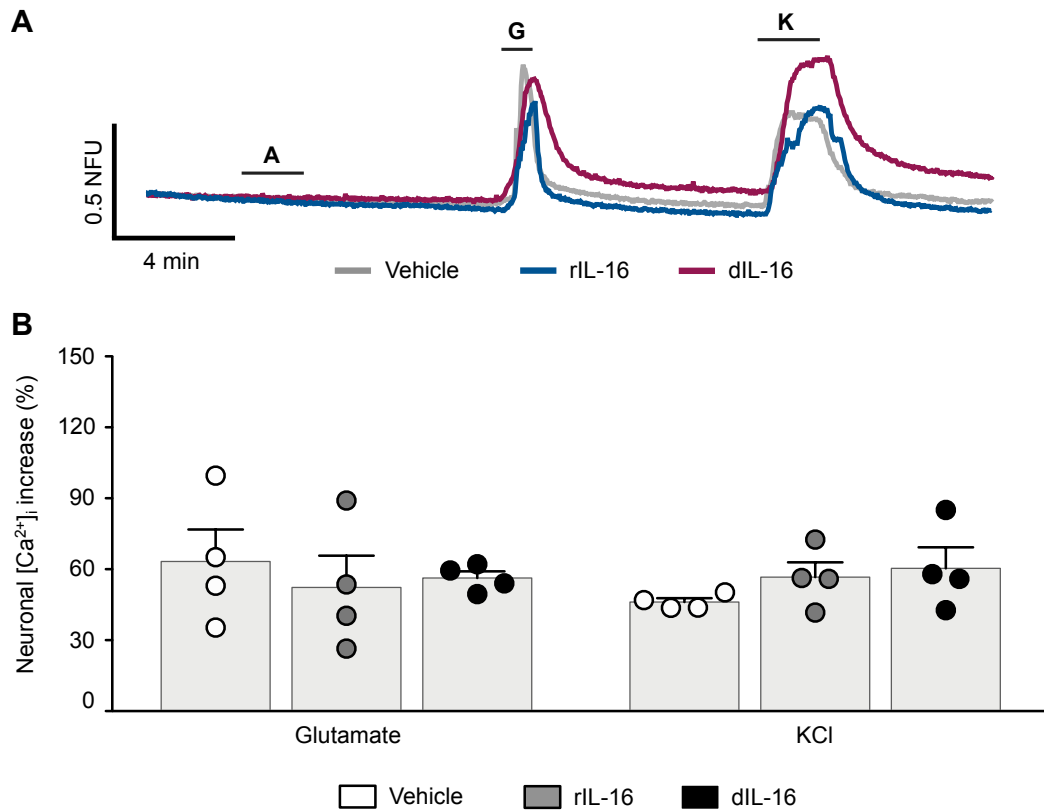 A
G
K
A
0.5 NFU
4 min
Vehicle
rIL-16
dIL-16
B
Neuronal [Ca²⁺]ᵢ increase (%)
150
120
90
60
30
0
Glutamate
KCl
Vehicle
rIL-16
dIL-16